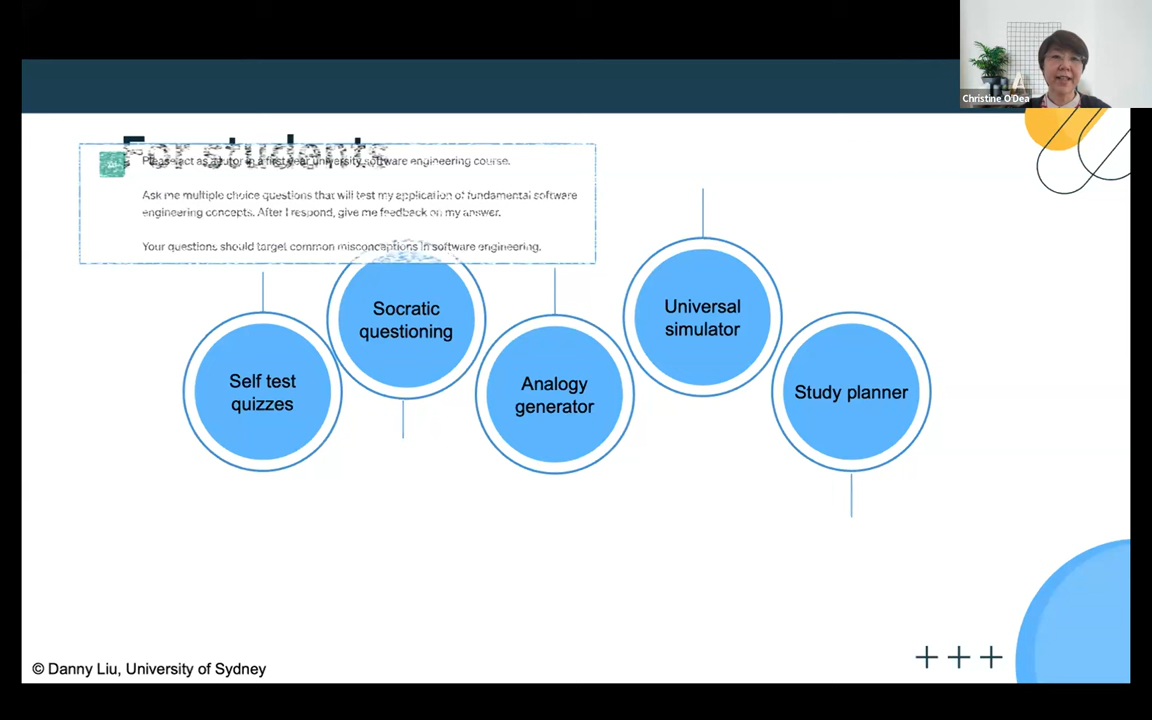 Christine O'Dea
For students
Please act as a tutor in a first year university software engineering course.
Ask me multiple choice questions that will test my application of fundamental software
engineering concepts. After I respond, give me feedback on my answer.
Your questions should target common misconceptions in software engineering.
Socratic
questioning
Universal
simulator
Self test
quizzes
Analogy
generator
Study planner
© Danny Liu, University of Sydney